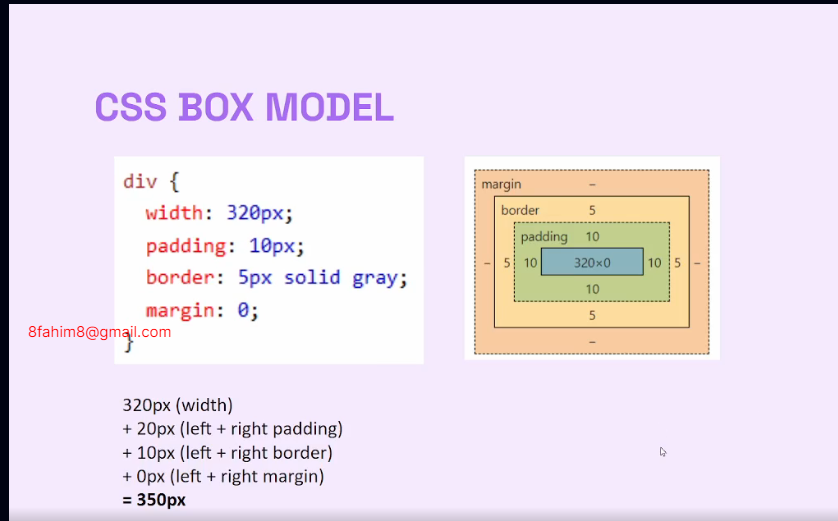 CSS BOX MODEL
div {
width: 320px;
padding: 10px;
border: 5px solid gray;
margin: 0;
}
8fahim8@gmail.com
margin –
border 5
padding 10
– 5 10 320×0 10 5 –
10
5
–
320px (width)
+ 20px (left + right padding)
+ 10px (left + right border)
+ 0px (left + right margin)
= 350px